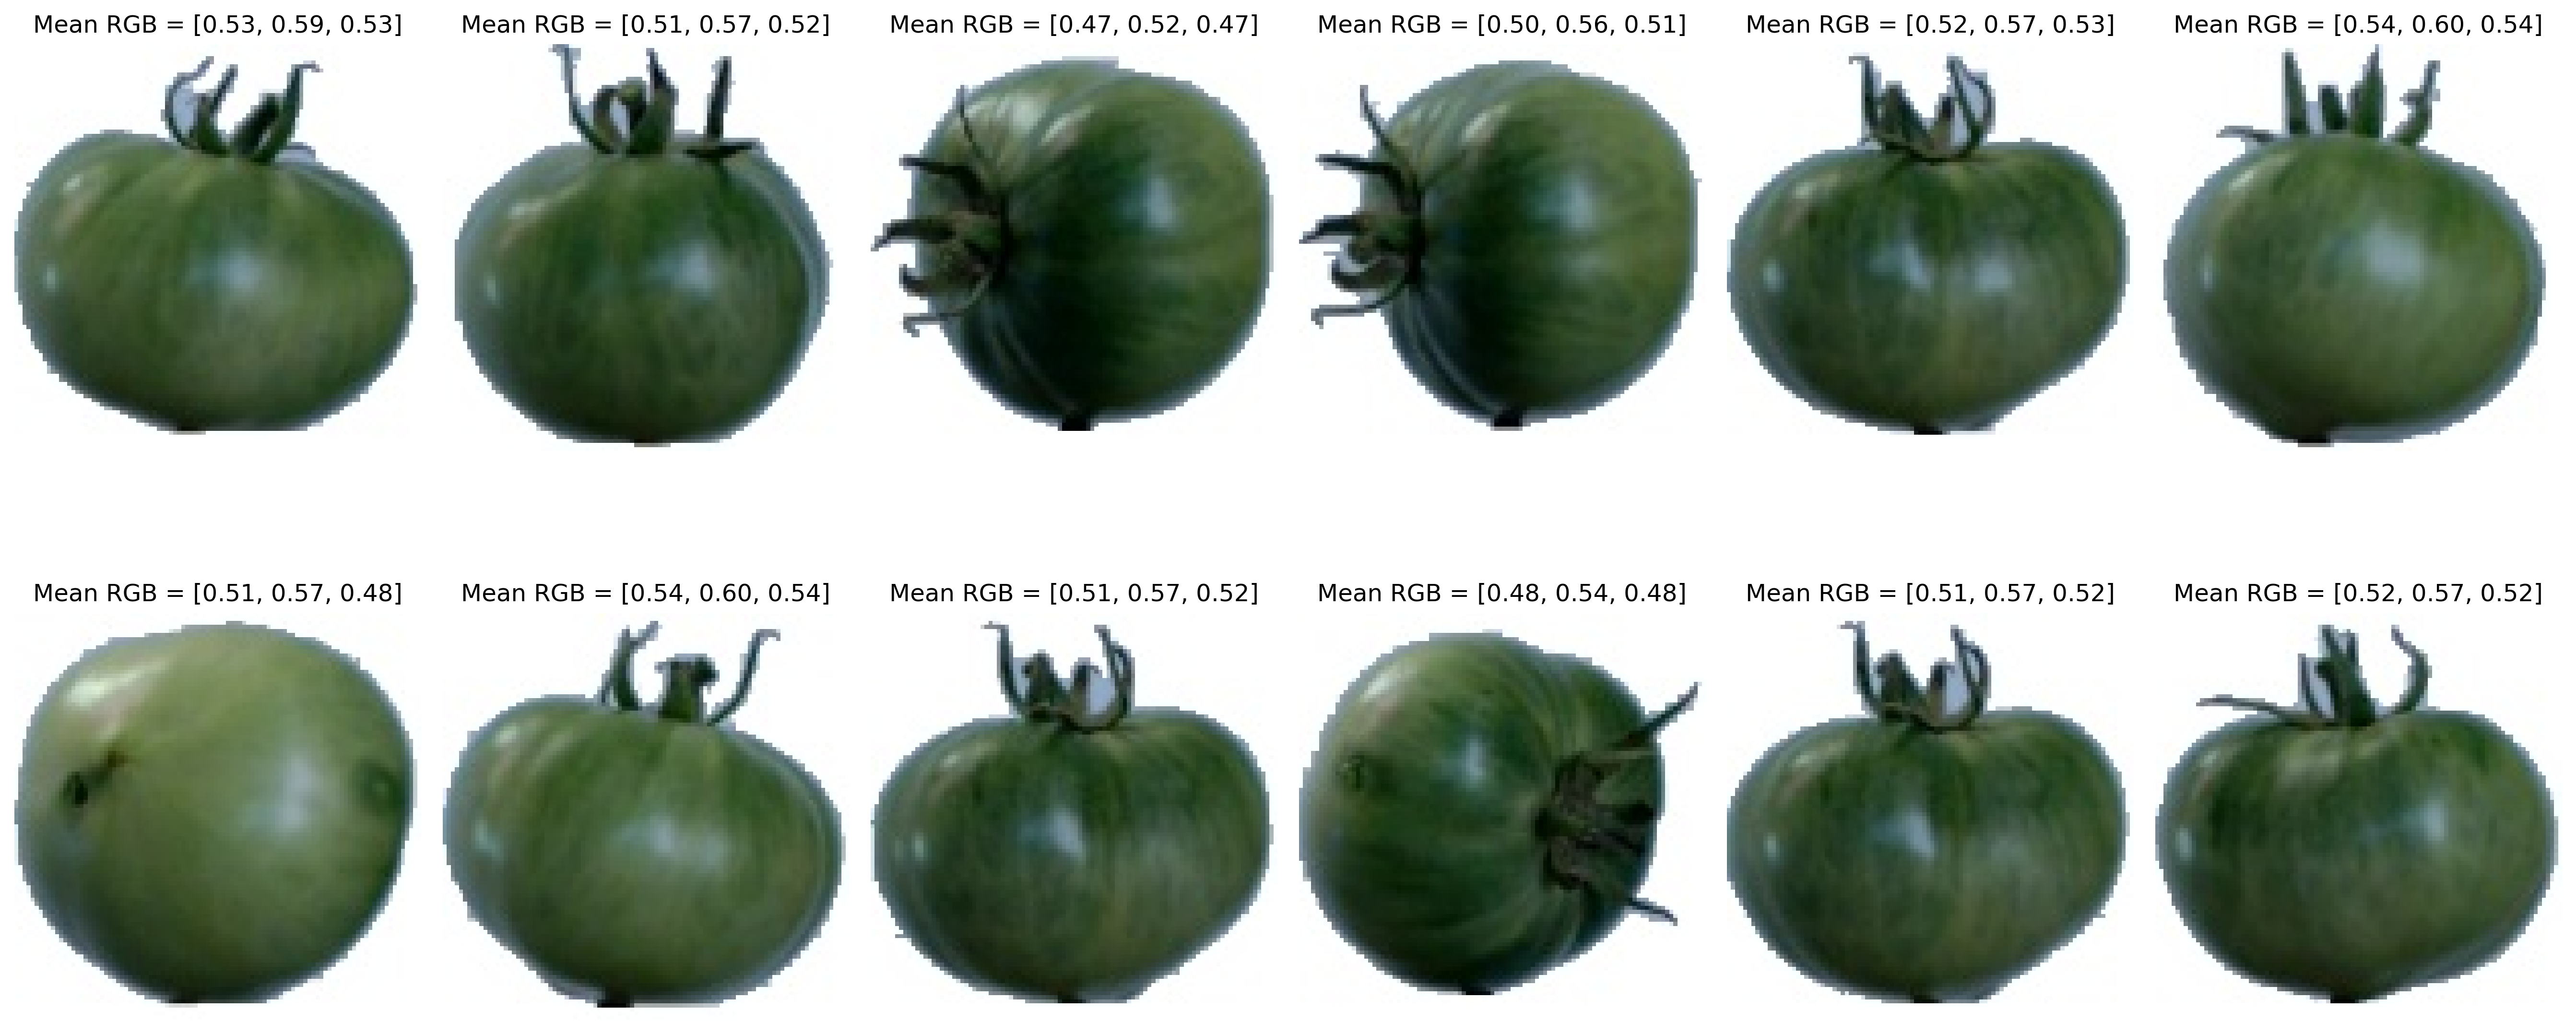 Mean RGB = [0.53, 0.59, 0.53]
Mean RGB = [0.51, 0.57, 0.52]
Mean RGB = [0.47, 0.52, 0.47]
Mean RGB = [0.50, 0.56, 0.51]
Mean RGB = [0.52, 0.57, 0.53]
Mean RGB = [0.54, 0.60, 0.54]
Mean RGB = [0.51, 0.57, 0.48]
Mean RGB = [0.54, 0.60, 0.54]
Mean RGB = [0.51, 0.57, 0.52]
Mean RGB = [0.48, 0.54, 0.48]
Mean RGB = [0.51, 0.57, 0.52]
Mean RGB = [0.52, 0.57, 0.52]